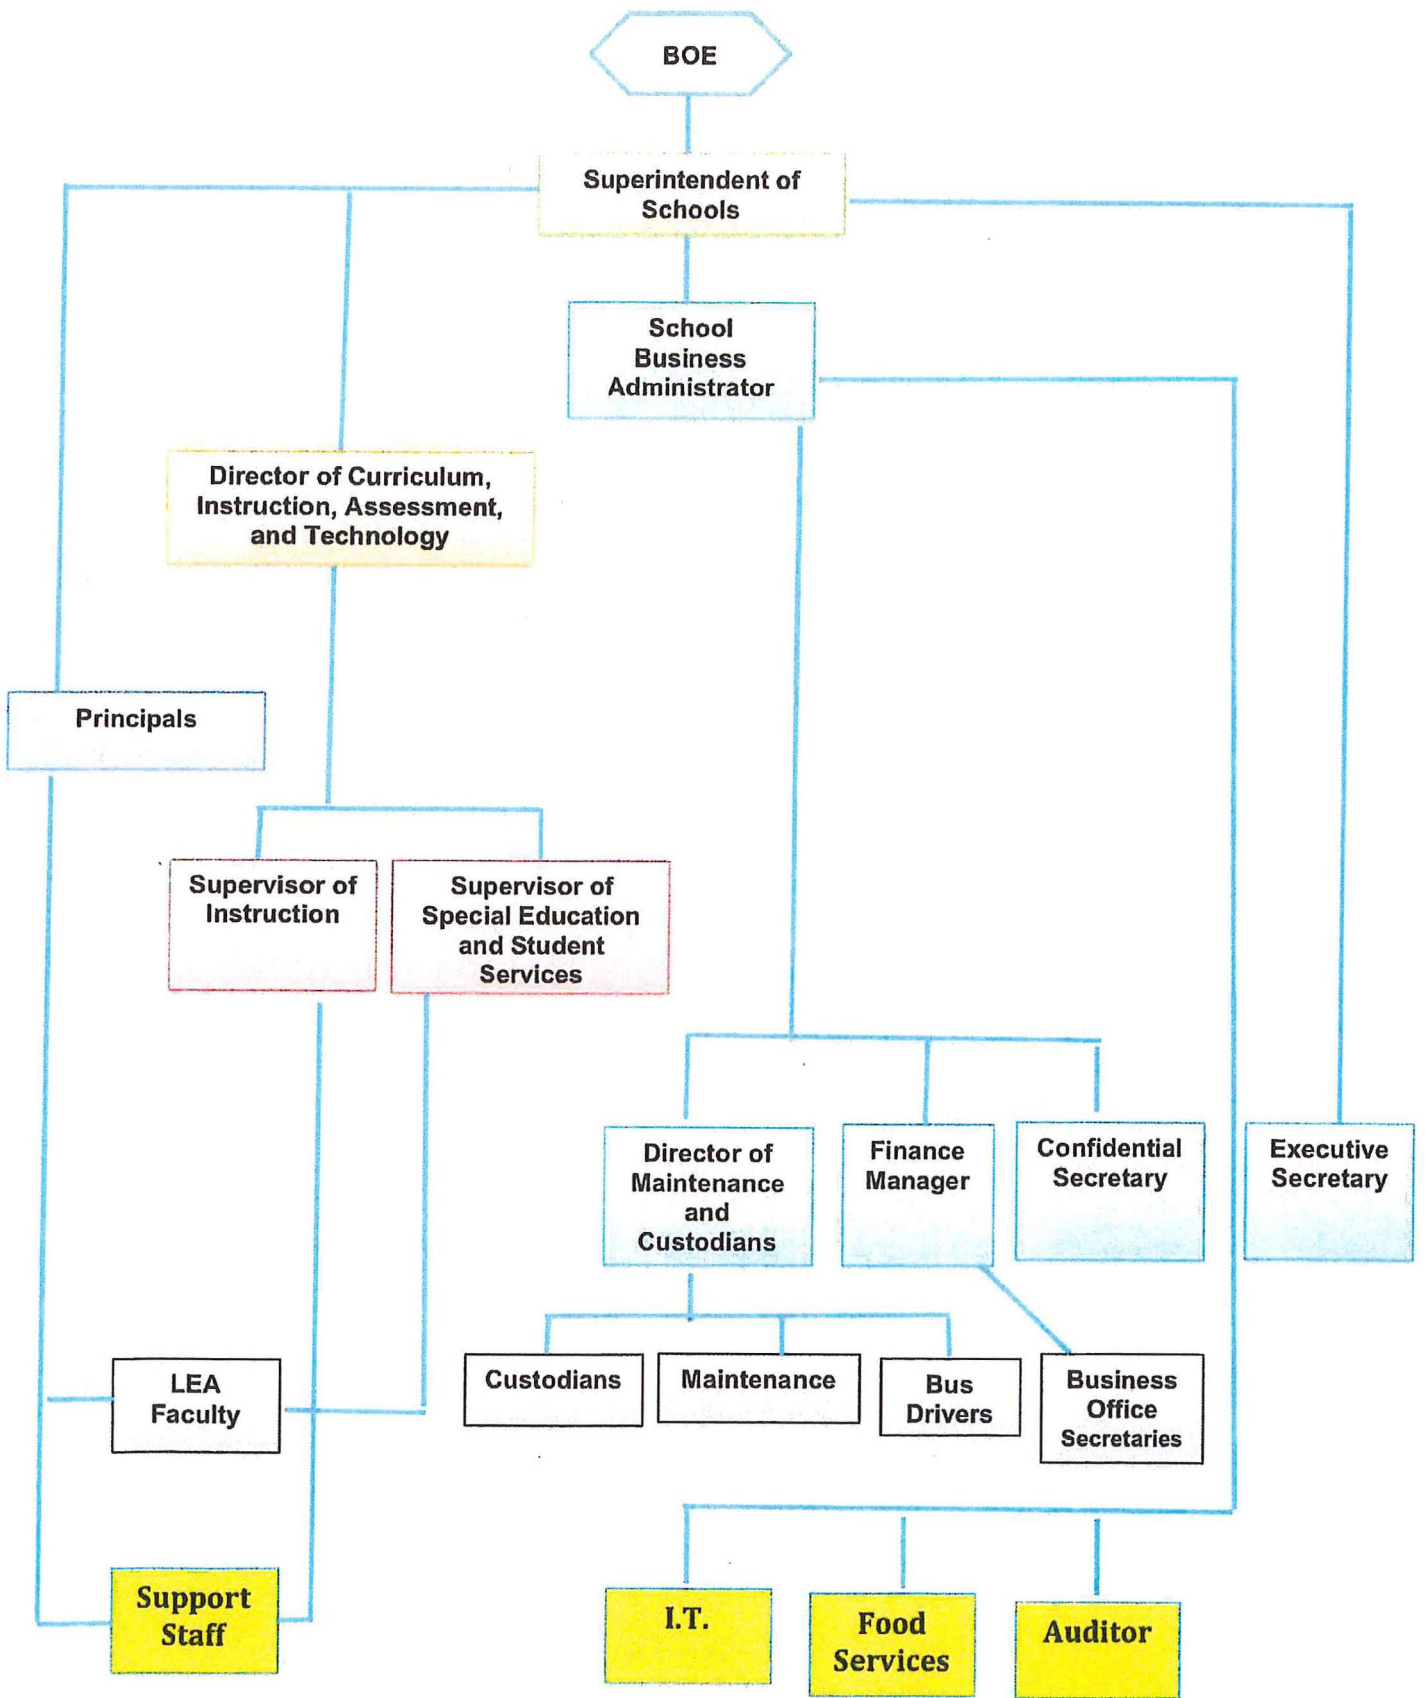 BOE
Superintendent of
Schools
School
Business
Administrator
Director of Curriculum,
Instruction, Assessment,
and Technology
Principals
Supervisor of
Instruction
Supervisor of
Special Education
and Student
Services
Director of
Maintenance
and
Custodians
Finance
Manager
Confidential
Secretary
Executive
Secretary
LEA
Faculty
Custodians
Maintenance
Bus
Drivers
Business
Office
Secretaries
Support
Staff
I.T.
Food
Services
Auditor